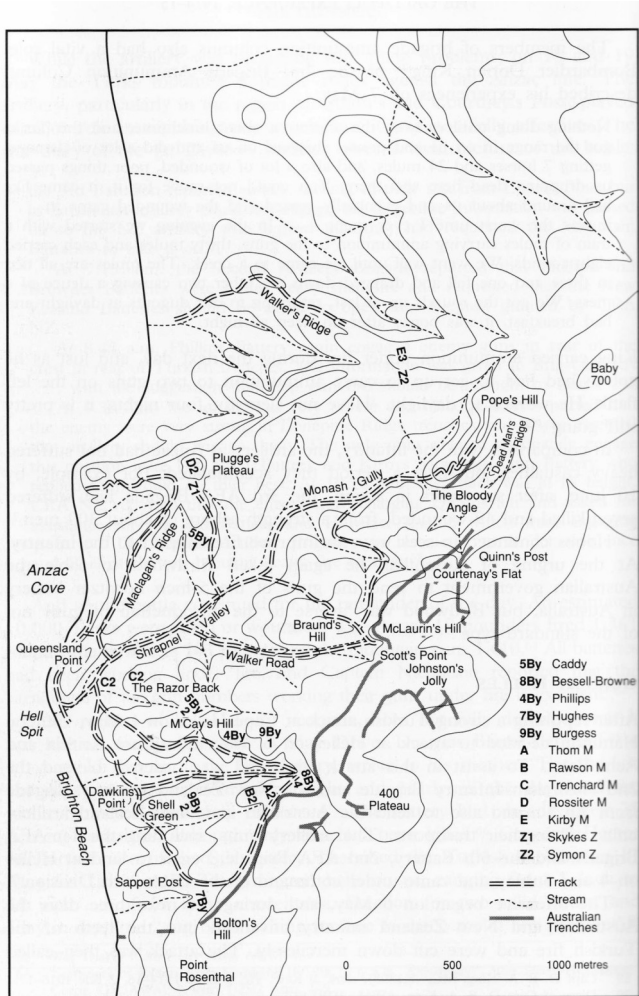 Walker's Ridge
E3
Z2
Baby
700
Pope's Hill
Dead Man's
Ridge
Plugge's
Plateau
D2
Z1
Monash Gully
The Bloody
Angle
5By
1
Maclagan's Ridge
Anzac
Cove
Quinn's Post
Courtenay's Flat
Shrapnel Valley
Braund's
Hill
McLaurin's Hill
Queensland
Point
Walker Road
Scott's Point
Johnston's
Jolly
C2
C2
The Razor Back
5By
2
M'Cay's Hill
4By
9By
1
Hell
Spit
8By
4
A2
B2
Dawkins
Point
Shell
Green
9By
2
400
Plateau
Brighton Beach
Sapper Post
7By
4
Bolton's
Hill
Point
Rosenthal
5By Caddy
8By Bessell-Browne
4By Phillips
7By Hughes
9By Burgess
A Thom M
B Rawson M
C Trenchard M
D Rossiter M
E Kirby M
Z1 Skykes Z
Z2 Symon Z
Track
Stream
Australian
Trenches
0 500 1000 metres